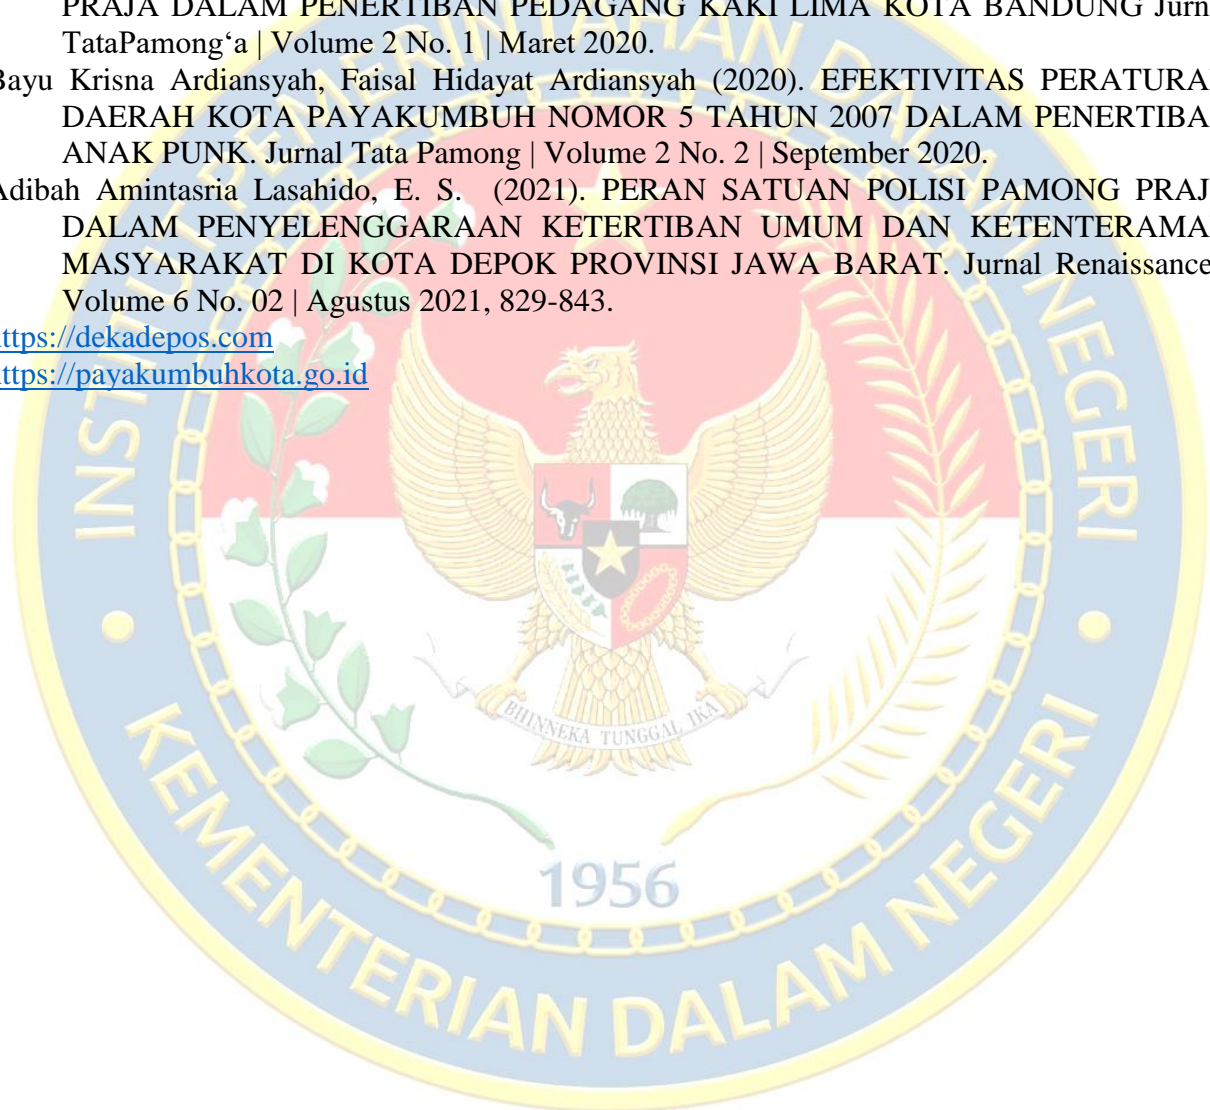 PRAJA DALAM PENERTIBAN PEDAGANG KAKI LIMA KOTA BANDUNG Jurn
TataPamong‘a | Volume 2 No. 1 | Maret 2020.
Bayu Krisna Ardiansyah, Faisal Hidayat Ardiansyah (2020). EFEKTIVITAS PERATURA
DAERAH KOTA PAYAKUMBUH NOMOR 5 TAHUN 2007 DALAM PENERTIBA
ANAK PUNK. Jurnal Tata Pamong | Volume 2 No. 2 | September 2020.
Adibah Amintasria Lasahido, E. S. (2021). PERAN SATUAN POLISI PAMONG PRAJ
DALAM PENYELENGGARAAN KETERTIBAN UMUM DAN KETENTERAMA
MASYARAKAT DI KOTA DEPOK PROVINSI JAWA BARAT. Jurnal Renaissance
Volume 6 No. 02 | Agustus 2021, 829-843.
https://dekadepos.com
https://payakumbuhkota.go.id
INSTITUT PEMERINTAHAN DALAM NEGERI
BHINNEKA TUNGGAL IKA
1956
KEMENTERIAN DALAM NEGERI